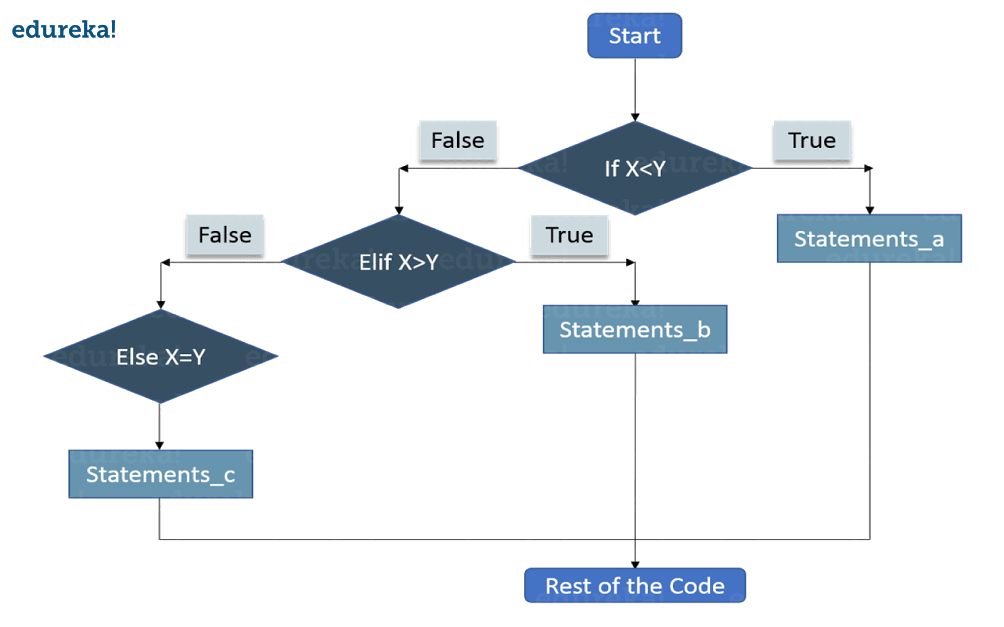 edureka!
Start
False
True
If X<Y
False
True
Statements_a
Elif X>Y
Statements_b
Else X=Y
Statements_c
Rest of the Code